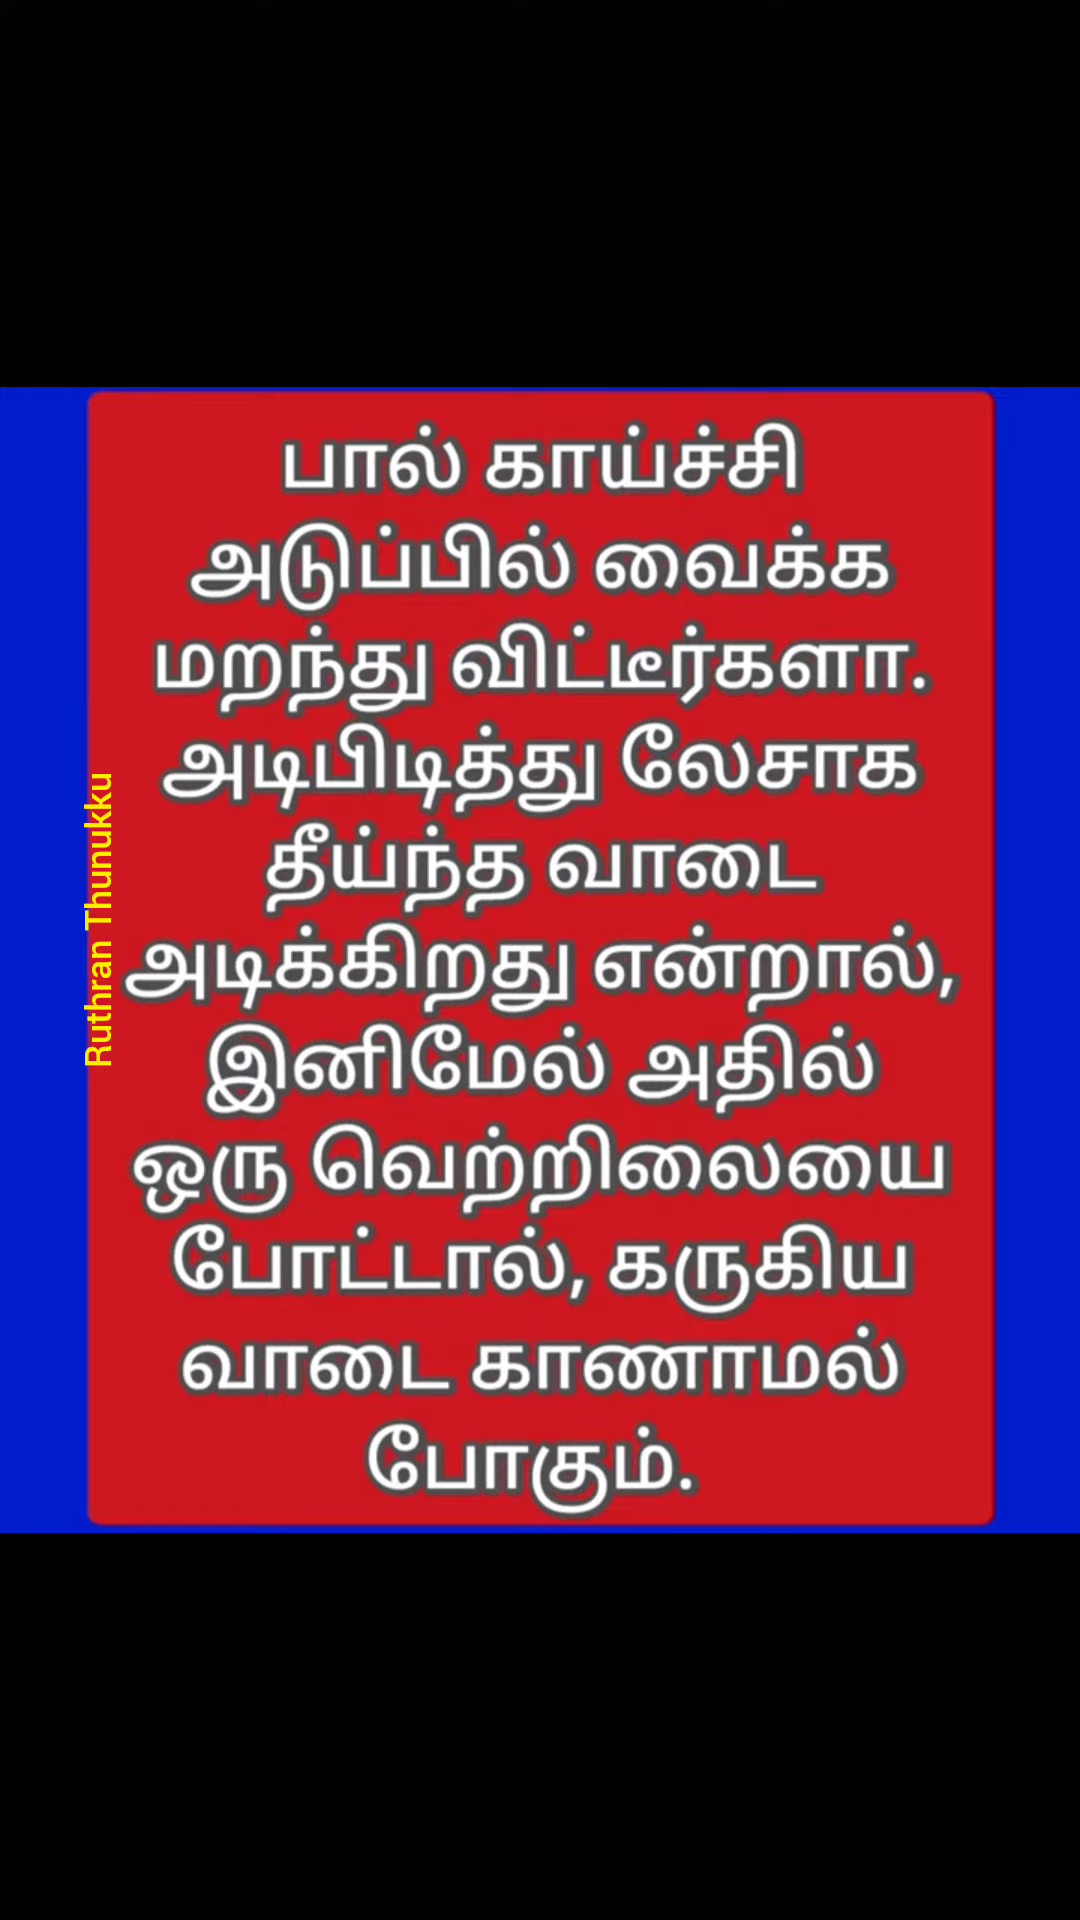 பால் காய்ச்சி
அடுப்பில் வைக்க
மறந்து விட்டீர்களா.
அடிபிடித்து லேசாக
தீய்ந்த வாடை
அடிக்கிறது என்றால்,
இனிமேல் அதில்
ஒரு வெற்றிலையை
போட்டால், கருகிய
வாடை காணாமல்
போகும்.
Ruthran Thunukku